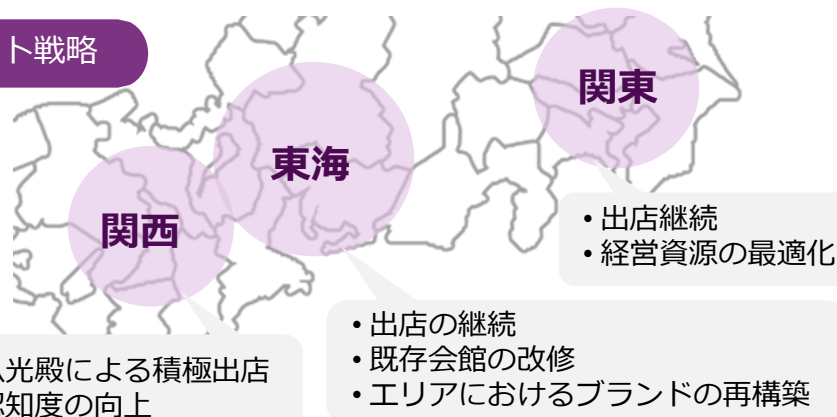 ト戦略
関東
東海
関西
• 出店継続
• 経営資源の最適化
• 出店の継続
• 既存会館の改修
• エリアにおけるブランドの再構築
光殿による積極出店
知度の向上